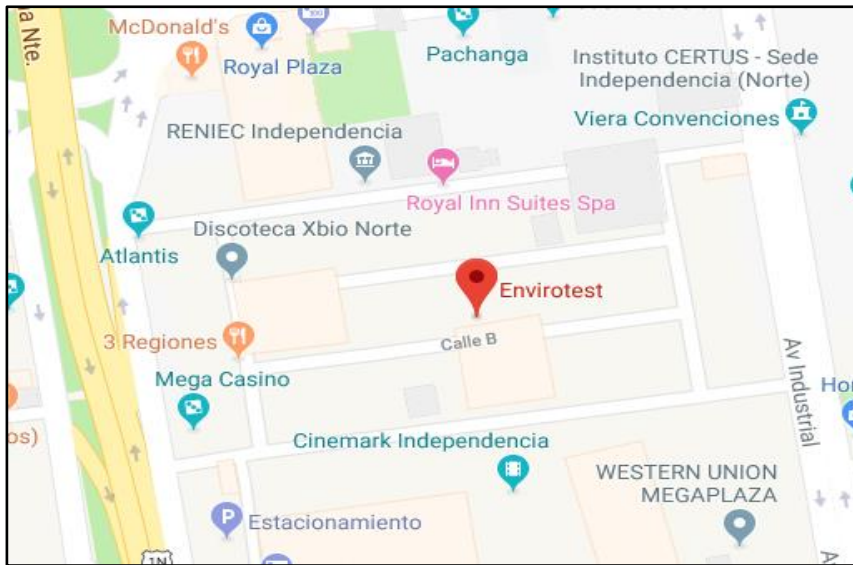 a Nte.
McDonald's
Royal Plaza
Pachanga
Instituto CERTUS - Sede
Independencia (Norte)
Viera Convenciones
RENIEC Independencia
Royal Inn Suites Spa
Discoteca Xbio Norte
Atlantis
Envirotest
3 Regiones
Calle B
Mega Casino
Av Industrial
Hor
os)
Cinemark Independencia
WESTERN UNION
MEGAPLAZA
Estacionamiento
1N
Av